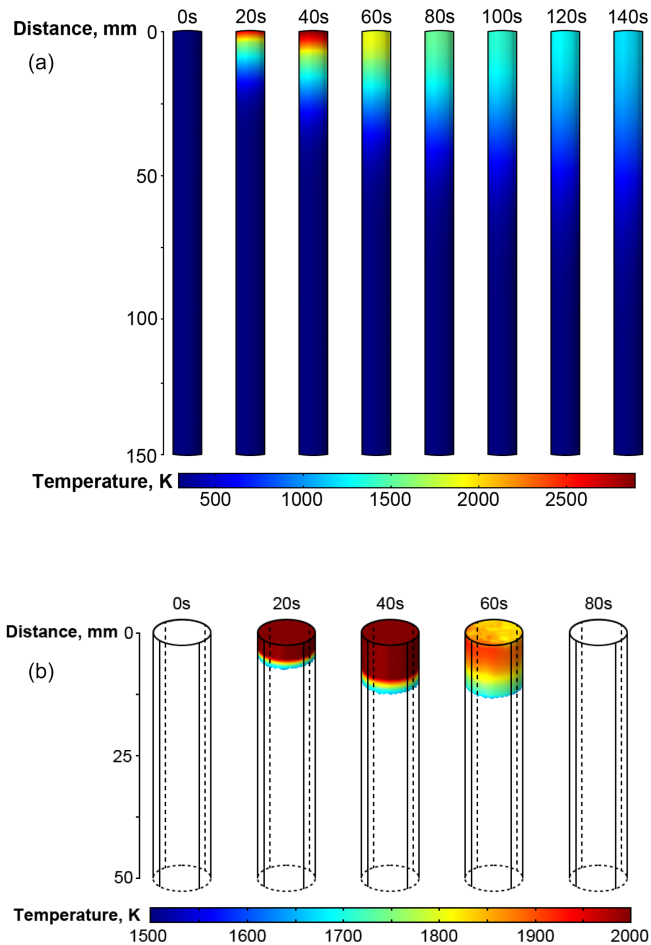 0s 20s 40s 60s 80s 100s 120s 140s
Distance, mm 0
(a)
50
100
150
Temperature, K
500 1000 1500 2000 2500
0s 20s 40s 60s 80s
Distance, mm 0
(b)
25
50
Temperature, K
1500 1600 1700 1800 1900 2000